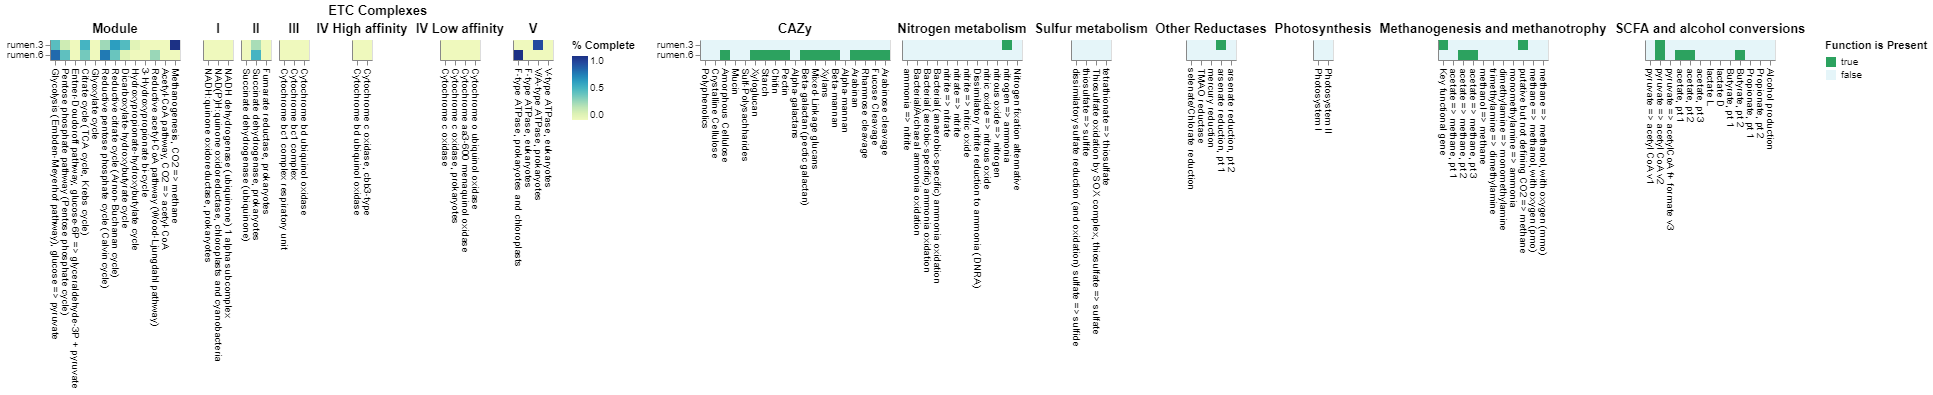 ETC Complexes
Module
I
II
III
IV High affinity
IV Low affinity
V
CAZy
Nitrogen metabolism
Sulfur metabolism
Other Reductases
Photosynthesis
Methanogenesis and methanotrophy
SCFA and alcohol conversions
rumen.3
rumen.6
Glycolysis (Embden-Meyerhof pathway), glucose => pyruvate
Pentose phosphate pathway (Pentose phosphate cycle)
Entner-Doudoroff pathway, glucose-6P => glyceraldehyde-3P + pyruvate
Citrate cycle (TCA cycle, Krebs cycle)
Glyoxylate cycle
Reductive pentose phosphate cycle (Calvin cycle)
Reductive citrate cycle (Arnon-Buchanan cycle)
Dicarboxylate-hydroxybutyrate cycle
Hydroxypropionate-hydroxybutylate cycle
3-Hydroxypropionate bi-cycle
Reductive acetyl-CoA pathway (Wood-Ljungdahl pathway)
Acetyl-CoA pathway, CO2 => acetyl-CoA
Methanogenesis, CO2 => methane
NADH:quinone oxidoreductase, prokaryotes
NAD(P)H:quinone oxidoreductase, chloroplasts and cyanobacteria
NADH dehydrogenase (ubiquinone) 1 alpha subcomplex
Succinate dehydrogenase (ubiquinone)
Succinate dehydrogenase, prokaryotes
Fumarate reductase, prokaryotes
Cytochrome bc1 complex respiratory unit
Cytochrome bc1 complex
Cytochrome bd ubiquinol oxidase
Cytochrome bd ubiquinol oxidase
Cytochrome c oxidase, cbb3-type
Cytochrome c oxidase
Cytochrome c oxidase, prokaryotes
Cytochrome aa3-600 menaquinol oxidase
Cytochrome o ubiquinol oxidase
F-type ATPase, prokaryotes and chloroplasts
F-type ATPase, eukaryotes
V/A-type ATPase, prokaryotes
V-type ATPase, eukaryotes
% Complete
1.0
0.5
0.0
rumen.3
rumen.6
Polyphenolics
Crystalline Cellulose
Amorphous Cellulose
Mucin
Sulf-Polysachharides
Xyloglucan
Starch
Chitin
Pectin
Alpha-galactans
Beta-galactan (pectic galactan)
Mixed-Linkage glucans
Xylans
Beta-mannan
Alpha-mannan
Arabinan
Rhamnose cleavage
Fucose Cleavage
Arabinose cleavage
ammonia => nitrite
Bacterial/Archaeal ammonia oxidation
Bacterial (aerobic-specific) ammonia oxidation
Bacterial (anaerobic-specific) ammonia oxidation
nitrite => nitrate
nitrate => nitrite
nitrite => nitric oxide
Dissimilatory nitrite reduction to ammonia (DNRA)
nitric oxide => nitrous oxide
nitrous oxide => nitrogen
nitrogen => ammonia
Nitrogen fixation alternative
dissimilatory sulfate reduction (and oxidation) sulfate => sulfide
thiosulfate => sulfite
Thiosulfate oxidation by SOX complex, thiosulfate => sulfate
tetrathionate => thiosulfate
selenate/Chlorate reduction
TMAO reductase
mercury reduction
arsenate reduction, pt 1
arsenate reduction, pt 2
Photosystem I
Photosystem II
Key functional gene
acetate => methane, pt 1
acetate => methane, pt 2
acetate => methane, pt 3
methanol => methane
trimethylamine => dimethylamine
dimethylamine => monomethylamine
monomethylamine => ammonia
putative but not defining CO2 => methane
methane => methanol, with oxygen (pmo)
methane => methanol, with oxygen (mmo)
pyruvate => acetyl CoA v1
pyruvate => acetyl CoA v2
pyruvate => acetylCoA + formate v3
acetate, pt 1
acetate, pt 2
acetate, pt 3
lactate L
lactate D
Butyrate, pt 1
Butyrate, pt 2
Propionate, pt 1
Propionate, pt 2
Alcohol production
Function is Present
true
false